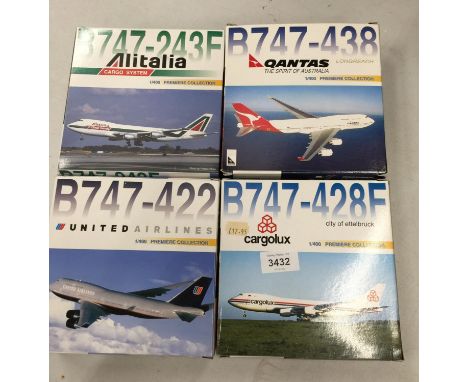 B747-243F
Alitalia
CARGO SYSTEM
1/400 PREMIERE COLLECTION
B747-438
QANTAS
LONGREACH
THE SPIRIT OF AUSTRALIA
1/400 PREMIERE COLLECTION
B747-422
UNITED AIRLINES
1/400 PREMIERE COLLECTION
B747-428F
city of ettelbruck
£12.95
cargolux
1/400 PREMIERE COLLECTION
3432
cargolux